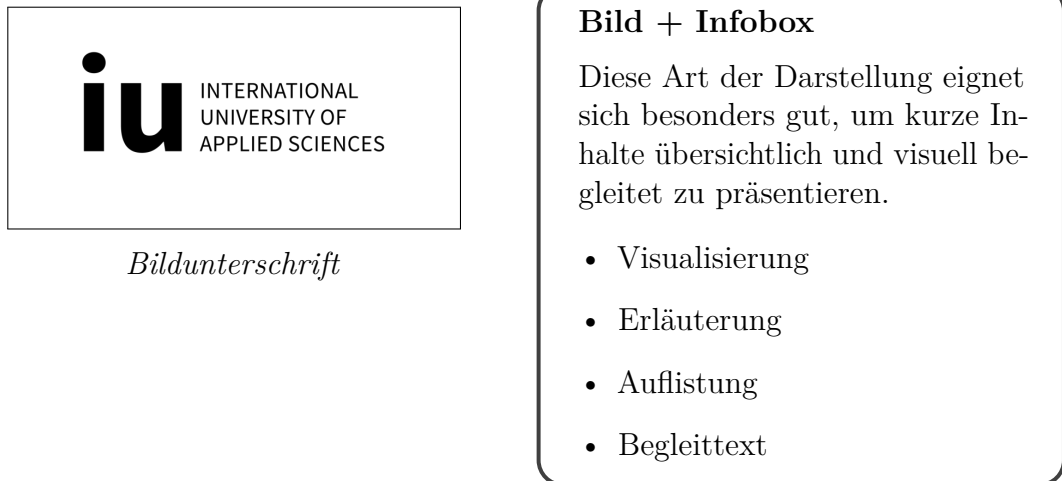 iu
INTERNATIONAL
UNIVERSITY OF
APPLIED SCIENCES
Bildunterschrift
Bild + Infobox
Diese Art der Darstellung eignet
sich besonders gut, um kurze In-
halte übersichtlich und visuell be-
gleitet zu präsentieren.
• Visualisierung
• Erläuterung
• Auflistung
• Begleittext